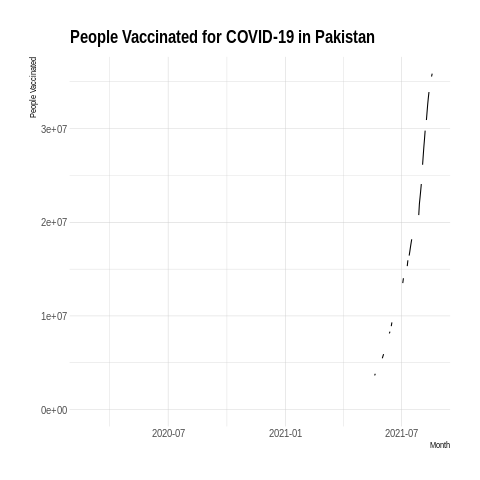 People Vaccinated for COVID-19 in Pakistan
People Vaccinated
3e+07
2e+07
1e+07
0e+00
2020-07 2021-01 2021-07
Month